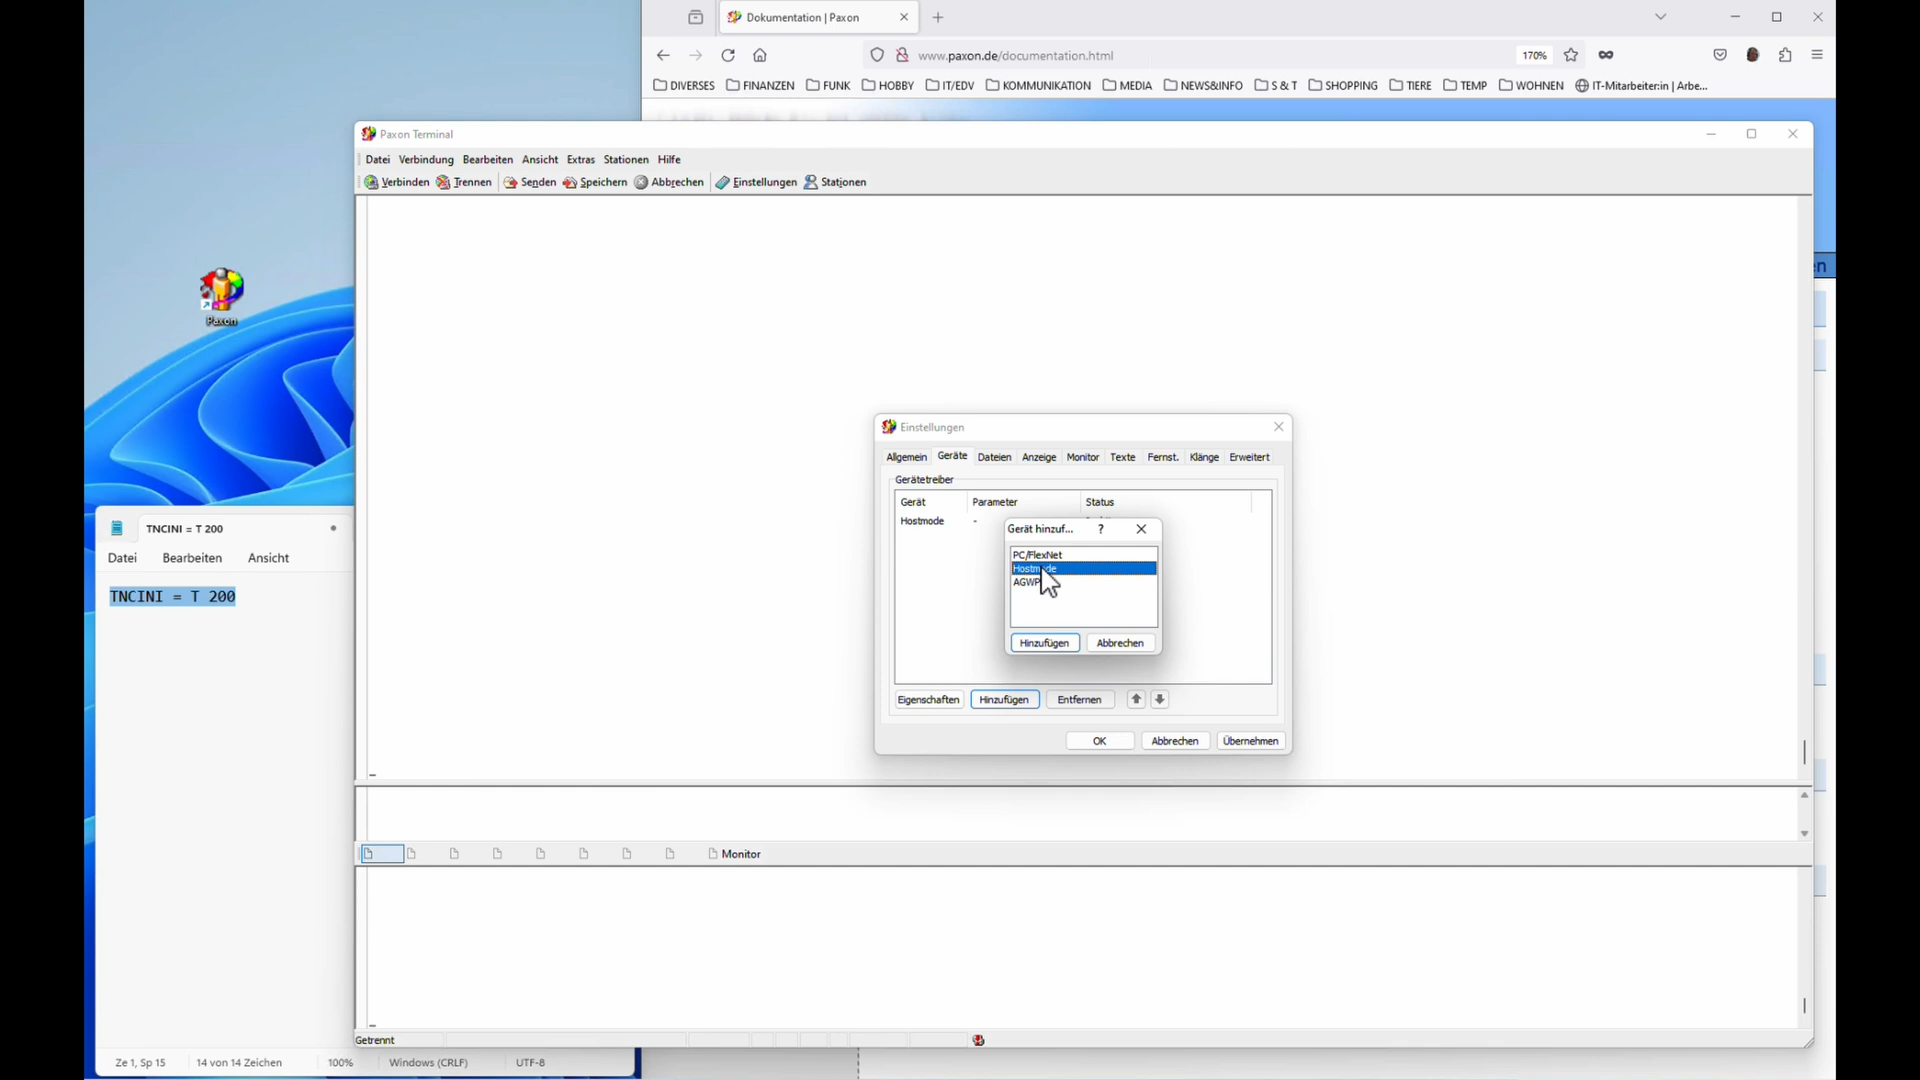 Dokumentation | Paxon
www.paxon.de/documentation.html
170%
DIVERSES FINANZEN FUNK HOBBY IT/EDV KOMMUNIKATION MEDIA NEWS&INFO S & T SHOPPING TIERE TEMP WOHNEN IT-Mitarbeiter:in | Arbe...
Paxon Terminal
Datei Verbindung Bearbeiten Ansicht Extras Stationen Hilfe
Verbinden Trennen Senden Speichern Abbrechen Einstellungen Stationen
en
Paxon
Einstellungen
Allgemein Geräte Dateien Anzeige Monitor Texte Fernst. Klänge Erweitert
Gerätetreiber
Gerät Parameter Status
Hostmode -
Gerät hinzuf... ?
PC/FlexNet
Hostmode
AGWP
Hinzufügen Abbrechen
Eigenschaften Hinzufügen Entfernen
OK Abbrechen Übernehmen
TNCINI = T 200
Datei Bearbeiten Ansicht
TNCINI = T 200
Monitor
Getrennt
Ze 1, Sp 15 14 von 14 Zeichen 100% Windows (CRLF) UTF-8